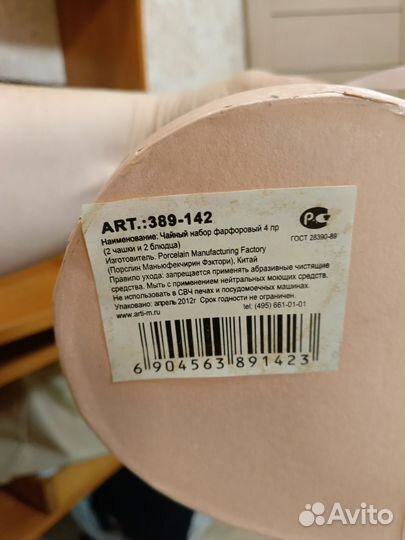 ART.:389-142
Наименование: Чайный набор фарфоровый 4 пр
(2 чашки и 2 блюдца)
Изготовитель: Porcelain Manufacturing Factory
(Порслин Маньюфекчирин Фэктори), Китай
Правило ухода: запрещается применять абразивные чистящие
средства. Мыть с применением нейтральных моющих средств.
Не использовать в СВЧ печах и посудомоечных машинах.
Упаковано: апрель 2012г Срок годности не ограничен.
www.arti-m.ru tel: (495) 661-01-01
РСТ
ГОСТ 28390-89
6 904563 891423
Avito